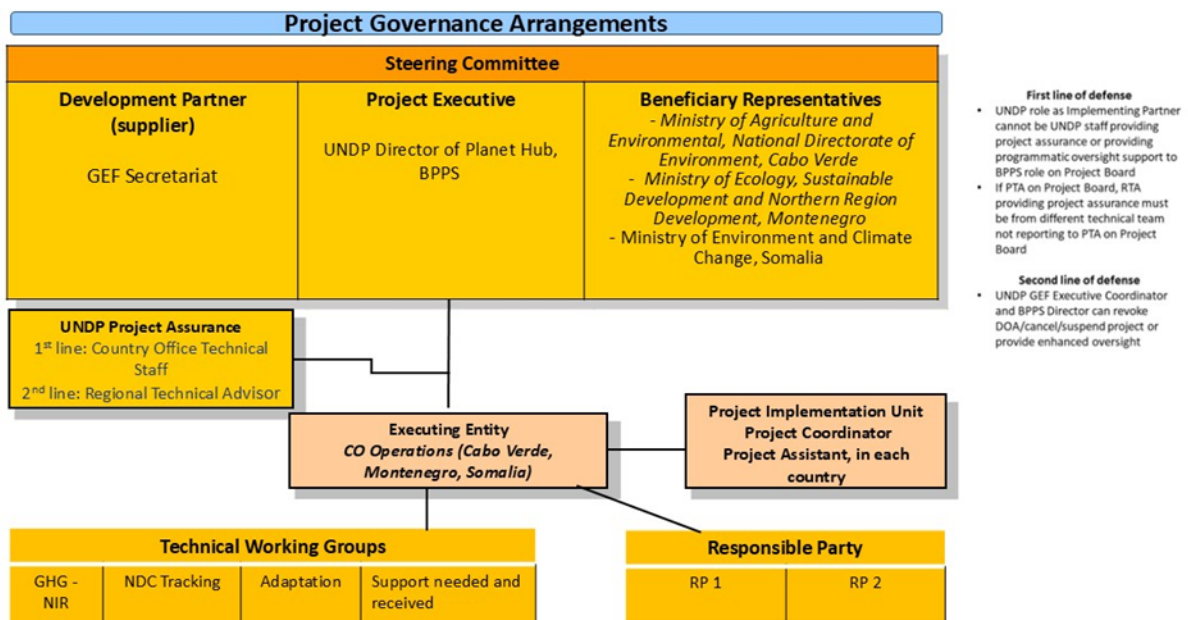 Project Governance Arrangements
Steering Committee
Development Partner
(supplier)
GEF Secretariat
Project Executive
UNDP Director of Planet Hub,
BPPS
Beneficiary Representatives
- Ministry of Agriculture and
Environmental, National Directorate of
Environment, Cabo Verde
- Ministry of Ecology, Sustainable
Development and Northern Region
Development, Montenegro
- Ministry of Environment and Climate
Change, Somalia
First line of defense
• UNDP role as Implementing Partner
cannot be UNDP staff providing
project assurance or providing
programmatic oversight support to
BPPS role on Project Board
• If PTA on Project Board, RTA
providing project assurance must
be from different technical team
not reporting to PTA on Project
Board
Second line of defense
• UNDP GEF Executive Coordinator
and BPPS Director can revoke
DOA/cancel/suspend project or
provide enhanced oversight
UNDP Project Assurance
1st line: Country Office Technical
Staff
2nd line: Regional Technical Advisor
Executing Entity
CO Operations (Cabo Verde,
Montenegro, Somalia)
Project Implementation Unit
Project Coordinator
Project Assistant, in each
country
Technical Working Groups
GHG -
NIR
NDC Tracking
Adaptation
Support needed and
received
Responsible Party
RP 1
RP 2